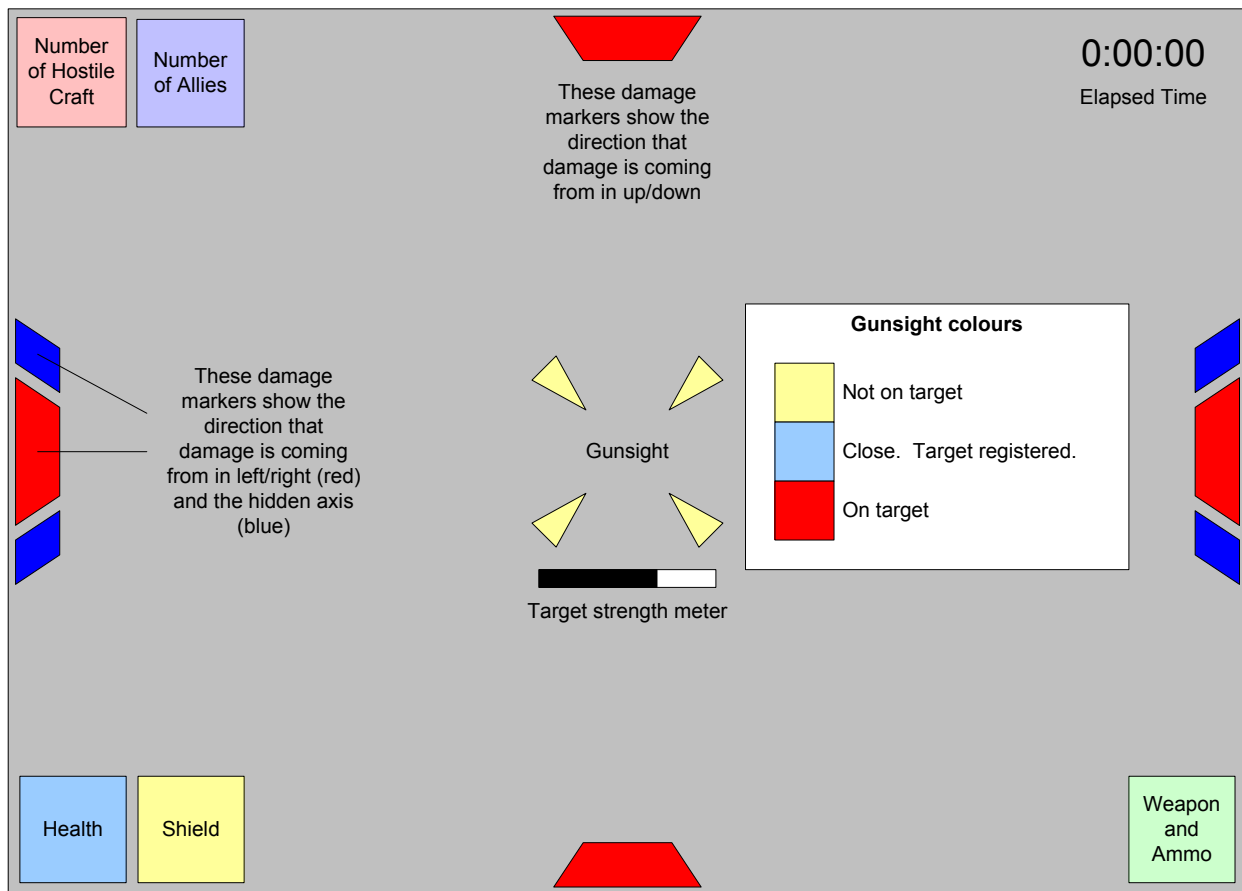 Number
of Hostile
Craft
Number
of Allies
0:00:00
Elapsed Time
These damage
markers show the
direction that
damage is coming
from in up/down
These damage
markers show the
direction that
damage is coming
from in left/right (red)
and the hidden axis
(blue)
Gunsight
Target strength meter
Gunsight colours
Not on target
Close.  Target registered.
On target
Health
Shield
Weapon
and
Ammo